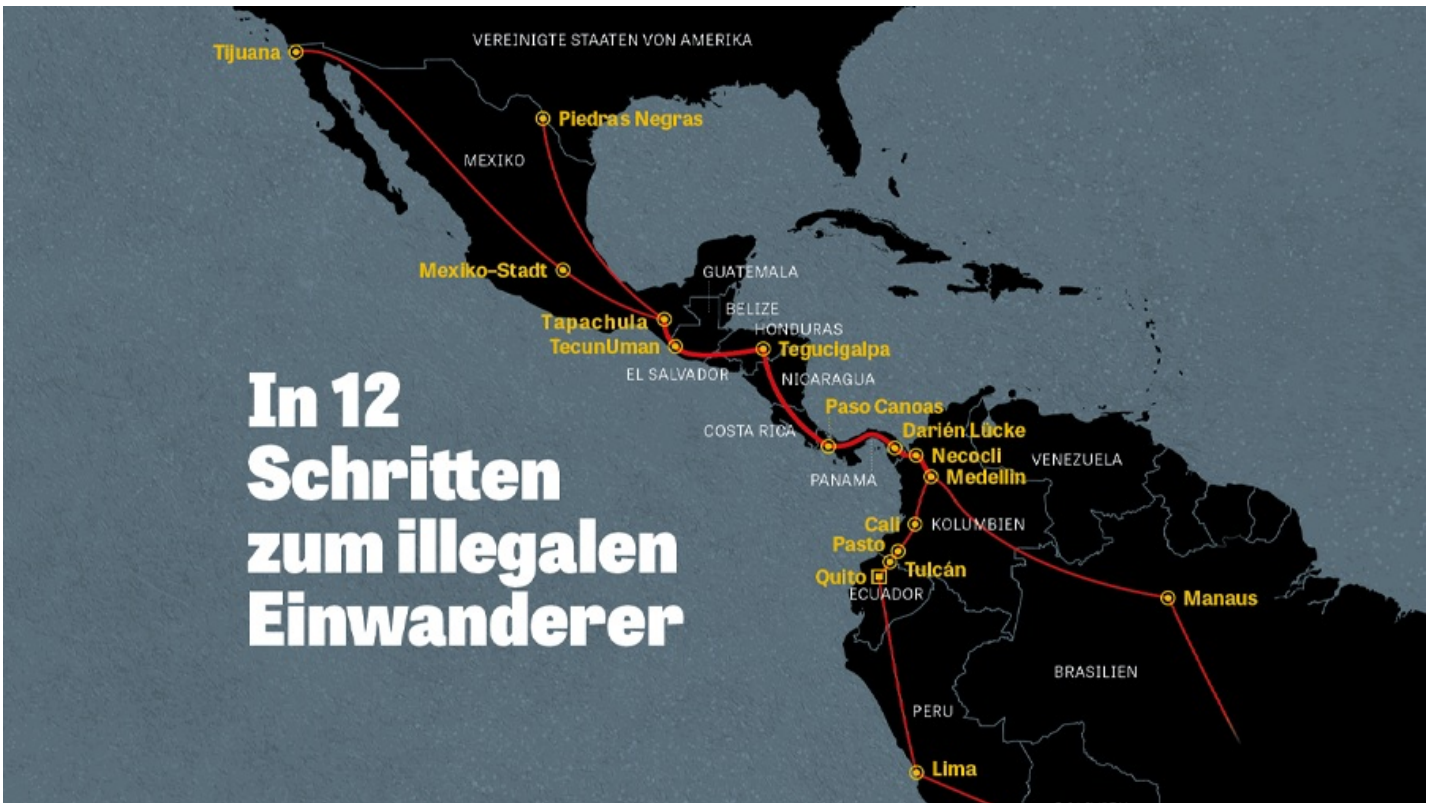 VEREINIGTE STAATEN VON AMERIKA
Tijuana
Piedras Negras
MEXIKO
Mexiko-Stadt
GUATEMALA
BELIZE
Tapachula
HONDURAS
TecunUman
Tegucigalpa
EL SALVADOR
NICARAGUA
Paso Canoas
COSTA RICA
Darién Lücke
Necocli
VENEZUELA
PANAMA
Medellin
Cali
KOLUMBIEN
Pasto
Tulcán
Quito
ECUADOR
Manaus
BRASILIEN
PERU
Lima
In 12
Schritten
zum illegalen
Einwanderer